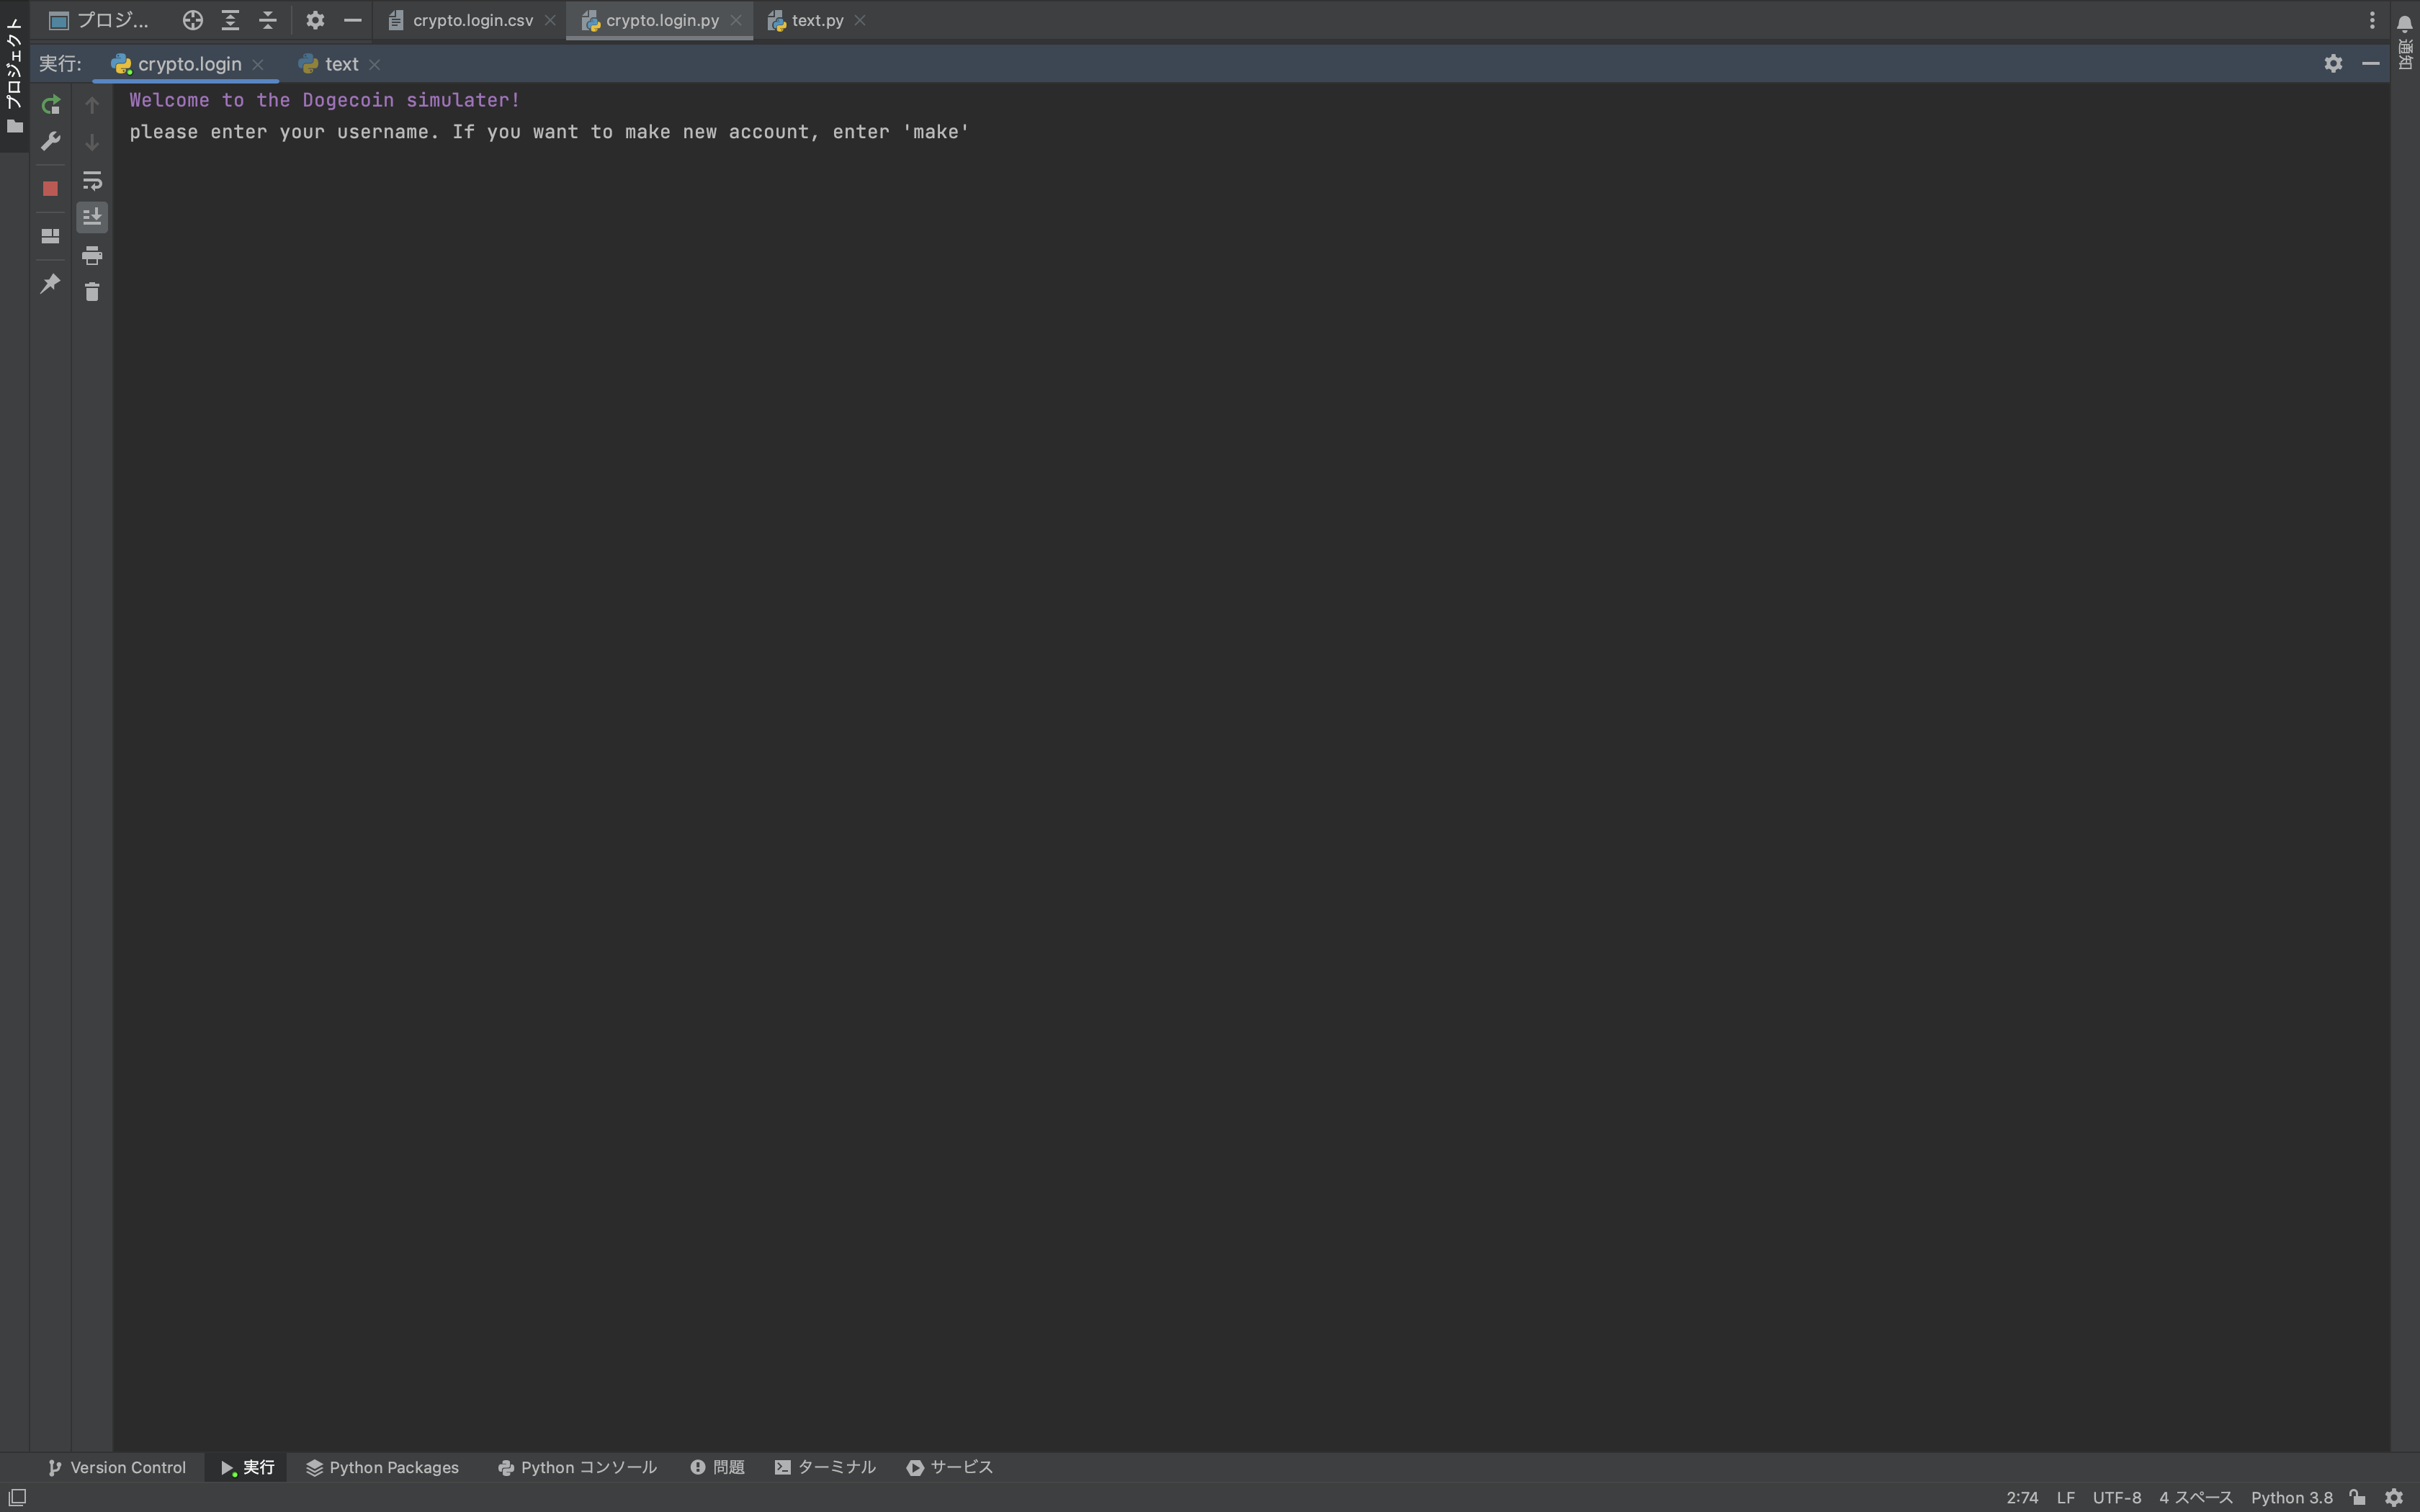 プロジェクト
プロジ...
crypto.login.csv
crypto.login.py
text.py
通知
実行:
crypto.login
text
Welcome to the Dogecoin simulater!
please enter your username. If you want to make new account, enter 'make'
Version Control
実行
Python Packages
Python コンソール
問題
ターミナル
サービス
2:74
LF
UTF-8
4 スペース
Python 3.8